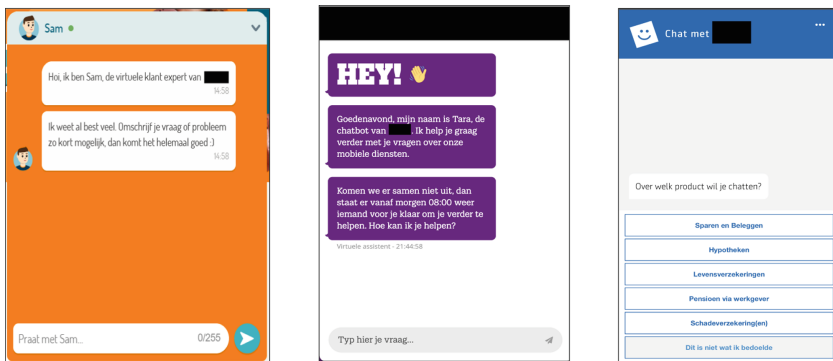 Sam
Hoi, ik ben Sam, de virtuele klant expert van
14:58
Ik weet al best veel. Omschrijf je vraag of probleem
zo kort mogelijk, dan komt het helemaal goed :)
14:58
Praat met Sam...
0/255
HEY! 👋
Goedenavond, mijn naam is Tara, de
chatbot van . Ik help je graag
verder met je vragen over onze
mobiele diensten.
Komen we er samen niet uit, dan
staat er vanaf morgen 08:00 weer
iemand voor je klaar om je verder te
helpen. Hoe kan ik je helpen?
Virtuele assistent - 21:44:58
Typ hier je vraag...
Chat met
Over welk product wil je chatten?
Sparen en Beleggen
Hypotheken
Levensverzekeringen
Pensioen via werkgever
Schadeverzekering(en)
Dit is niet wat ik bedoelde